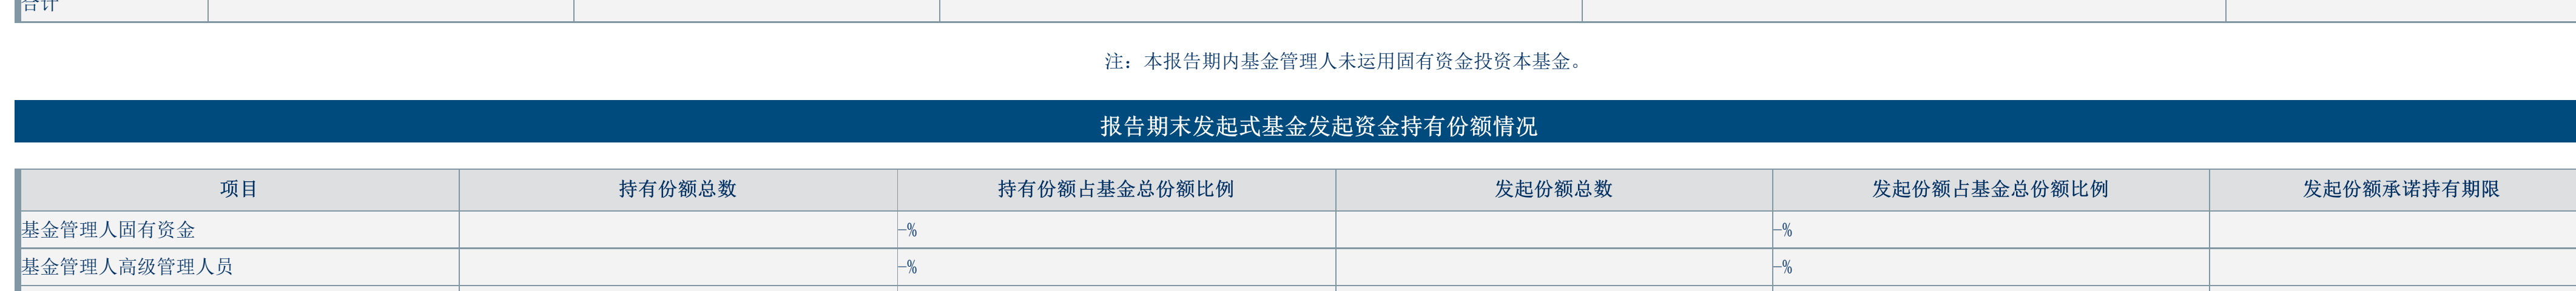 合计
注：本报告期内基金管理人未运用固有资金投资本基金。
报告期末发起式基金发起资金持有份额情况
项目 持有份额总数 持有份额占基金总份额比例 发起份额总数 发起份额占基金总份额比例 发起份额承诺持有期限
基金管理人固有资金 -% -%
基金管理人高级管理人员 -% -%